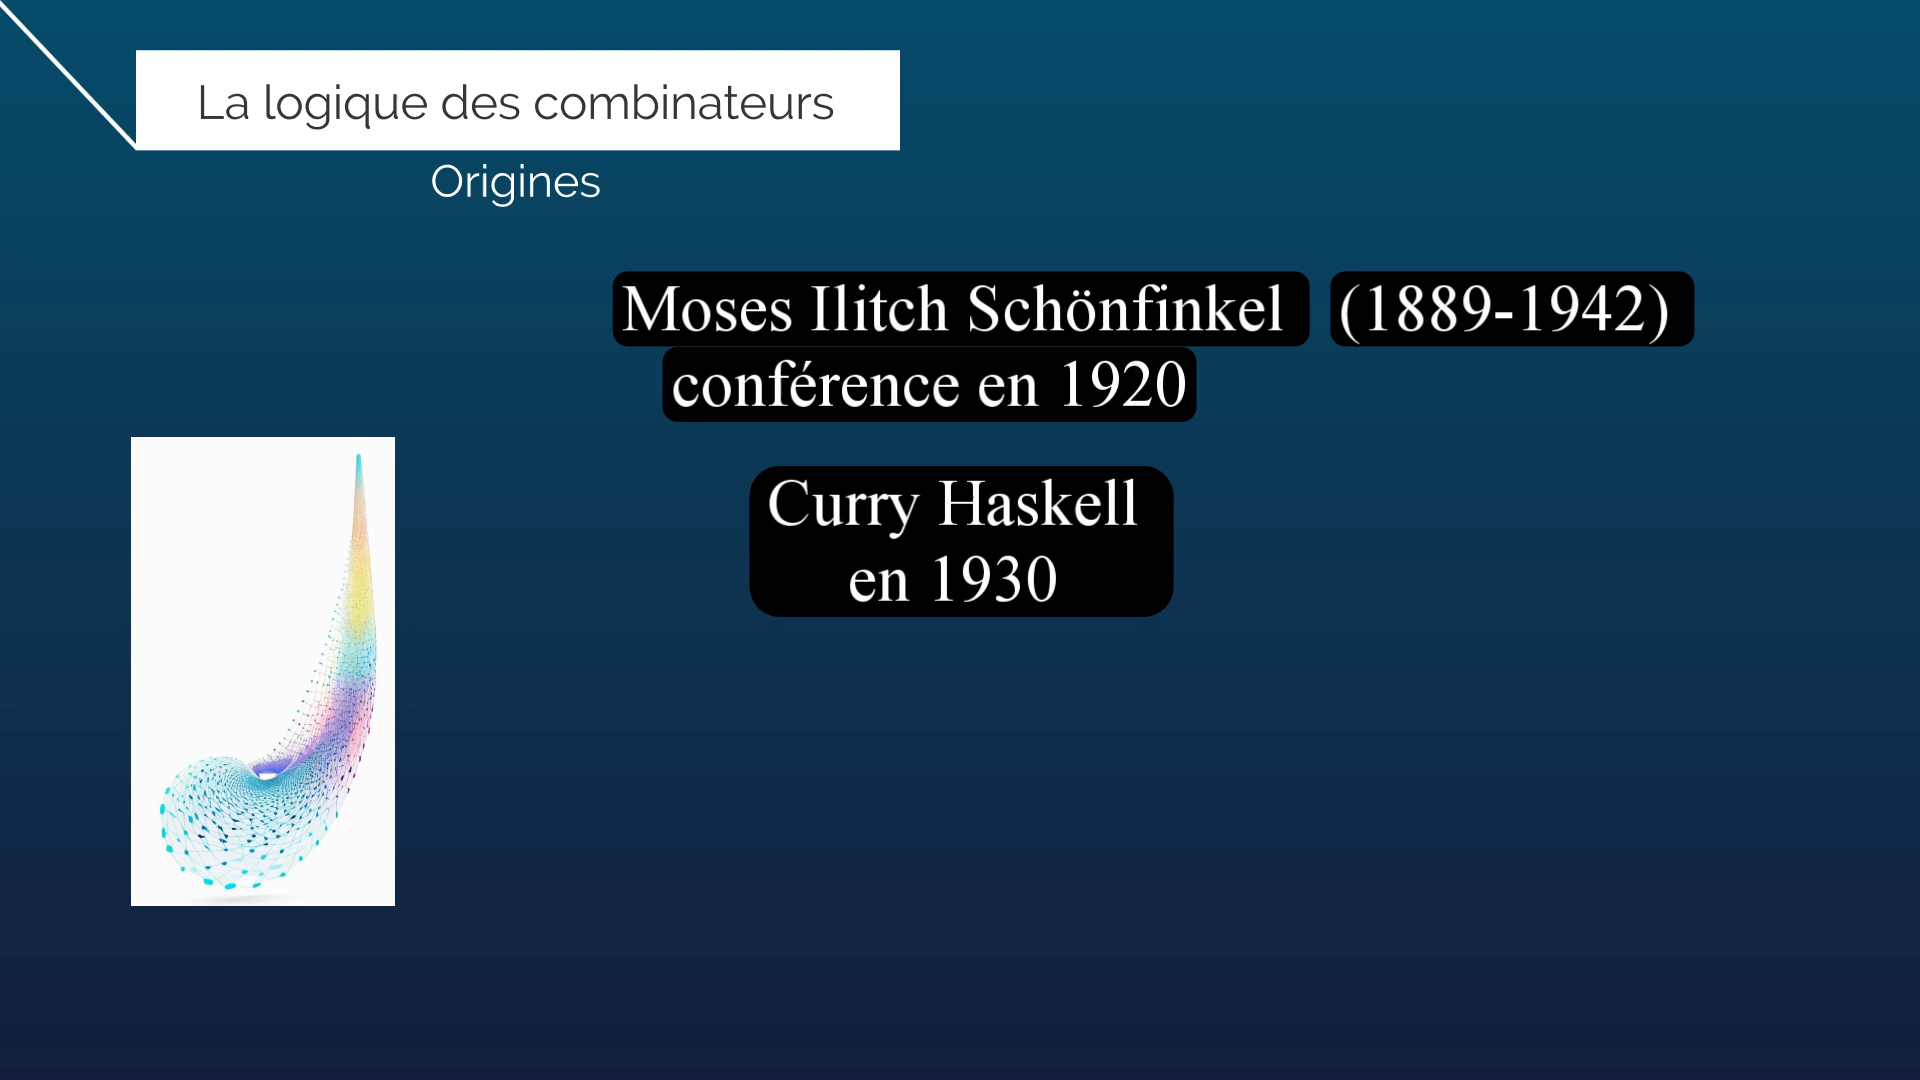 La logique des combinateurs
Origines
Moses Ilitch Schönfinkel (1889-1942)
conférence en 1920
Curry Haskell
en 1930